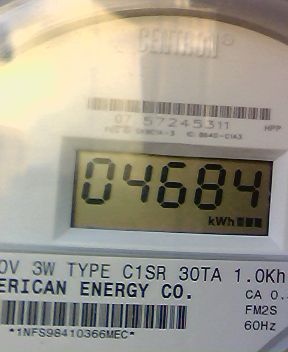 CENTRON®
07 57245311
HPP
04684
kWh
0V 3W TYPE C1SR 30TA 1.0Kh
ERICAN ENERGY CO.
CA 0.
FM2S
60Hz
*1NFS98410366MEC*